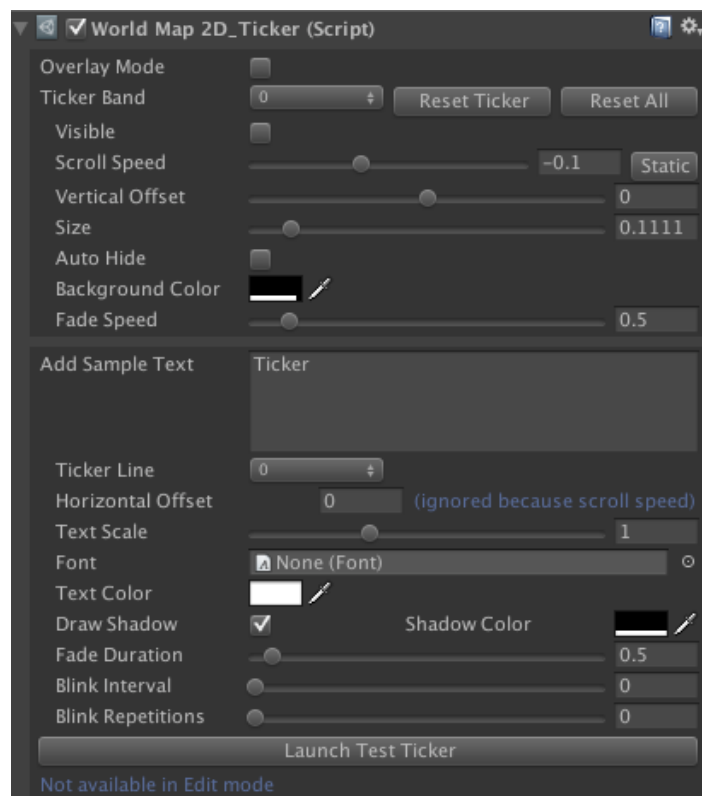 World Map 2D_Ticker (Script)
Overlay Mode
Ticker Band 0 Reset Ticker Reset All
Visible
Scroll Speed -0.1 Static
Vertical Offset 0
Size 0.1111
Auto Hide
Background Color
Fade Speed 0.5
Add Sample Text Ticker
Ticker Line 0
Horizontal Offset 0 (ignored because scroll speed)
Text Scale 1
Font None (Font)
Text Color
Draw Shadow Shadow Color
Fade Duration 0.5
Blink Interval 0
Blink Repetitions 0
Launch Test Ticker
Not available in Edit mode